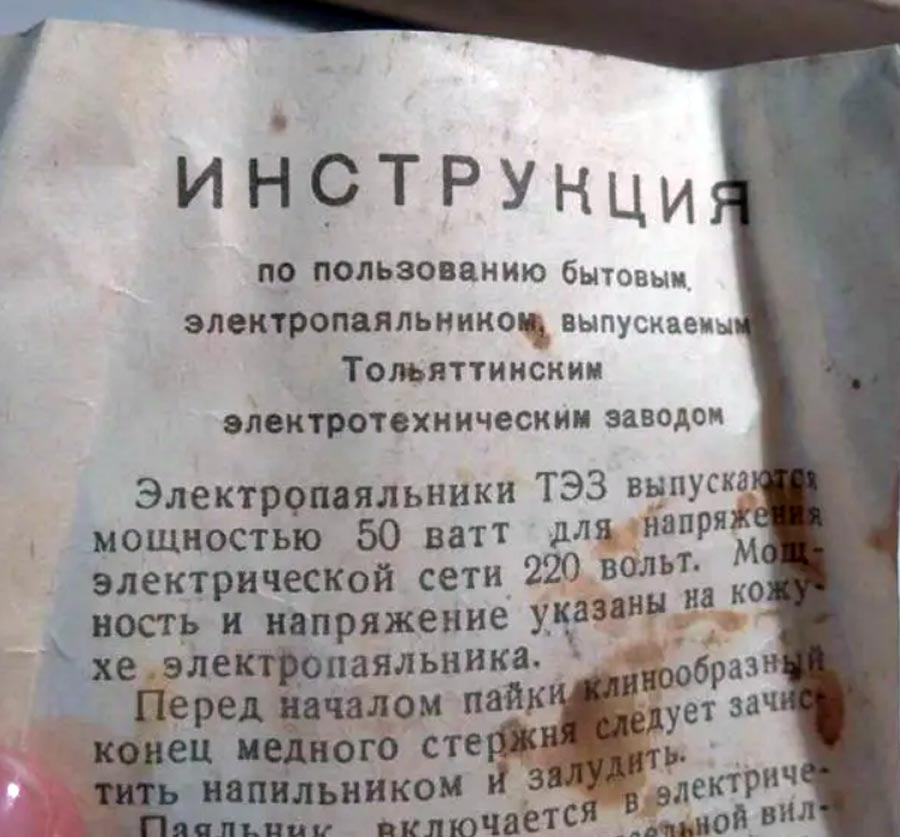 ИНСТРУКЦИЯ
по пользованию бытовым,
электропаяльником, выпускаемым
Тольяттинским
электротехническим заводом
Электропаяльники ТЭЗ выпускаются
мощностью 50 ватт для напряжения
электрической сети 220 вольт. Мощ-
ность и напряжение указаны на кожу-
хе электропаяльника.
Перед началом пайки клинообразный
конец медного стержня следует зачис-
тить напильником и залудить.
Паяльник включается в электриче-
вил-